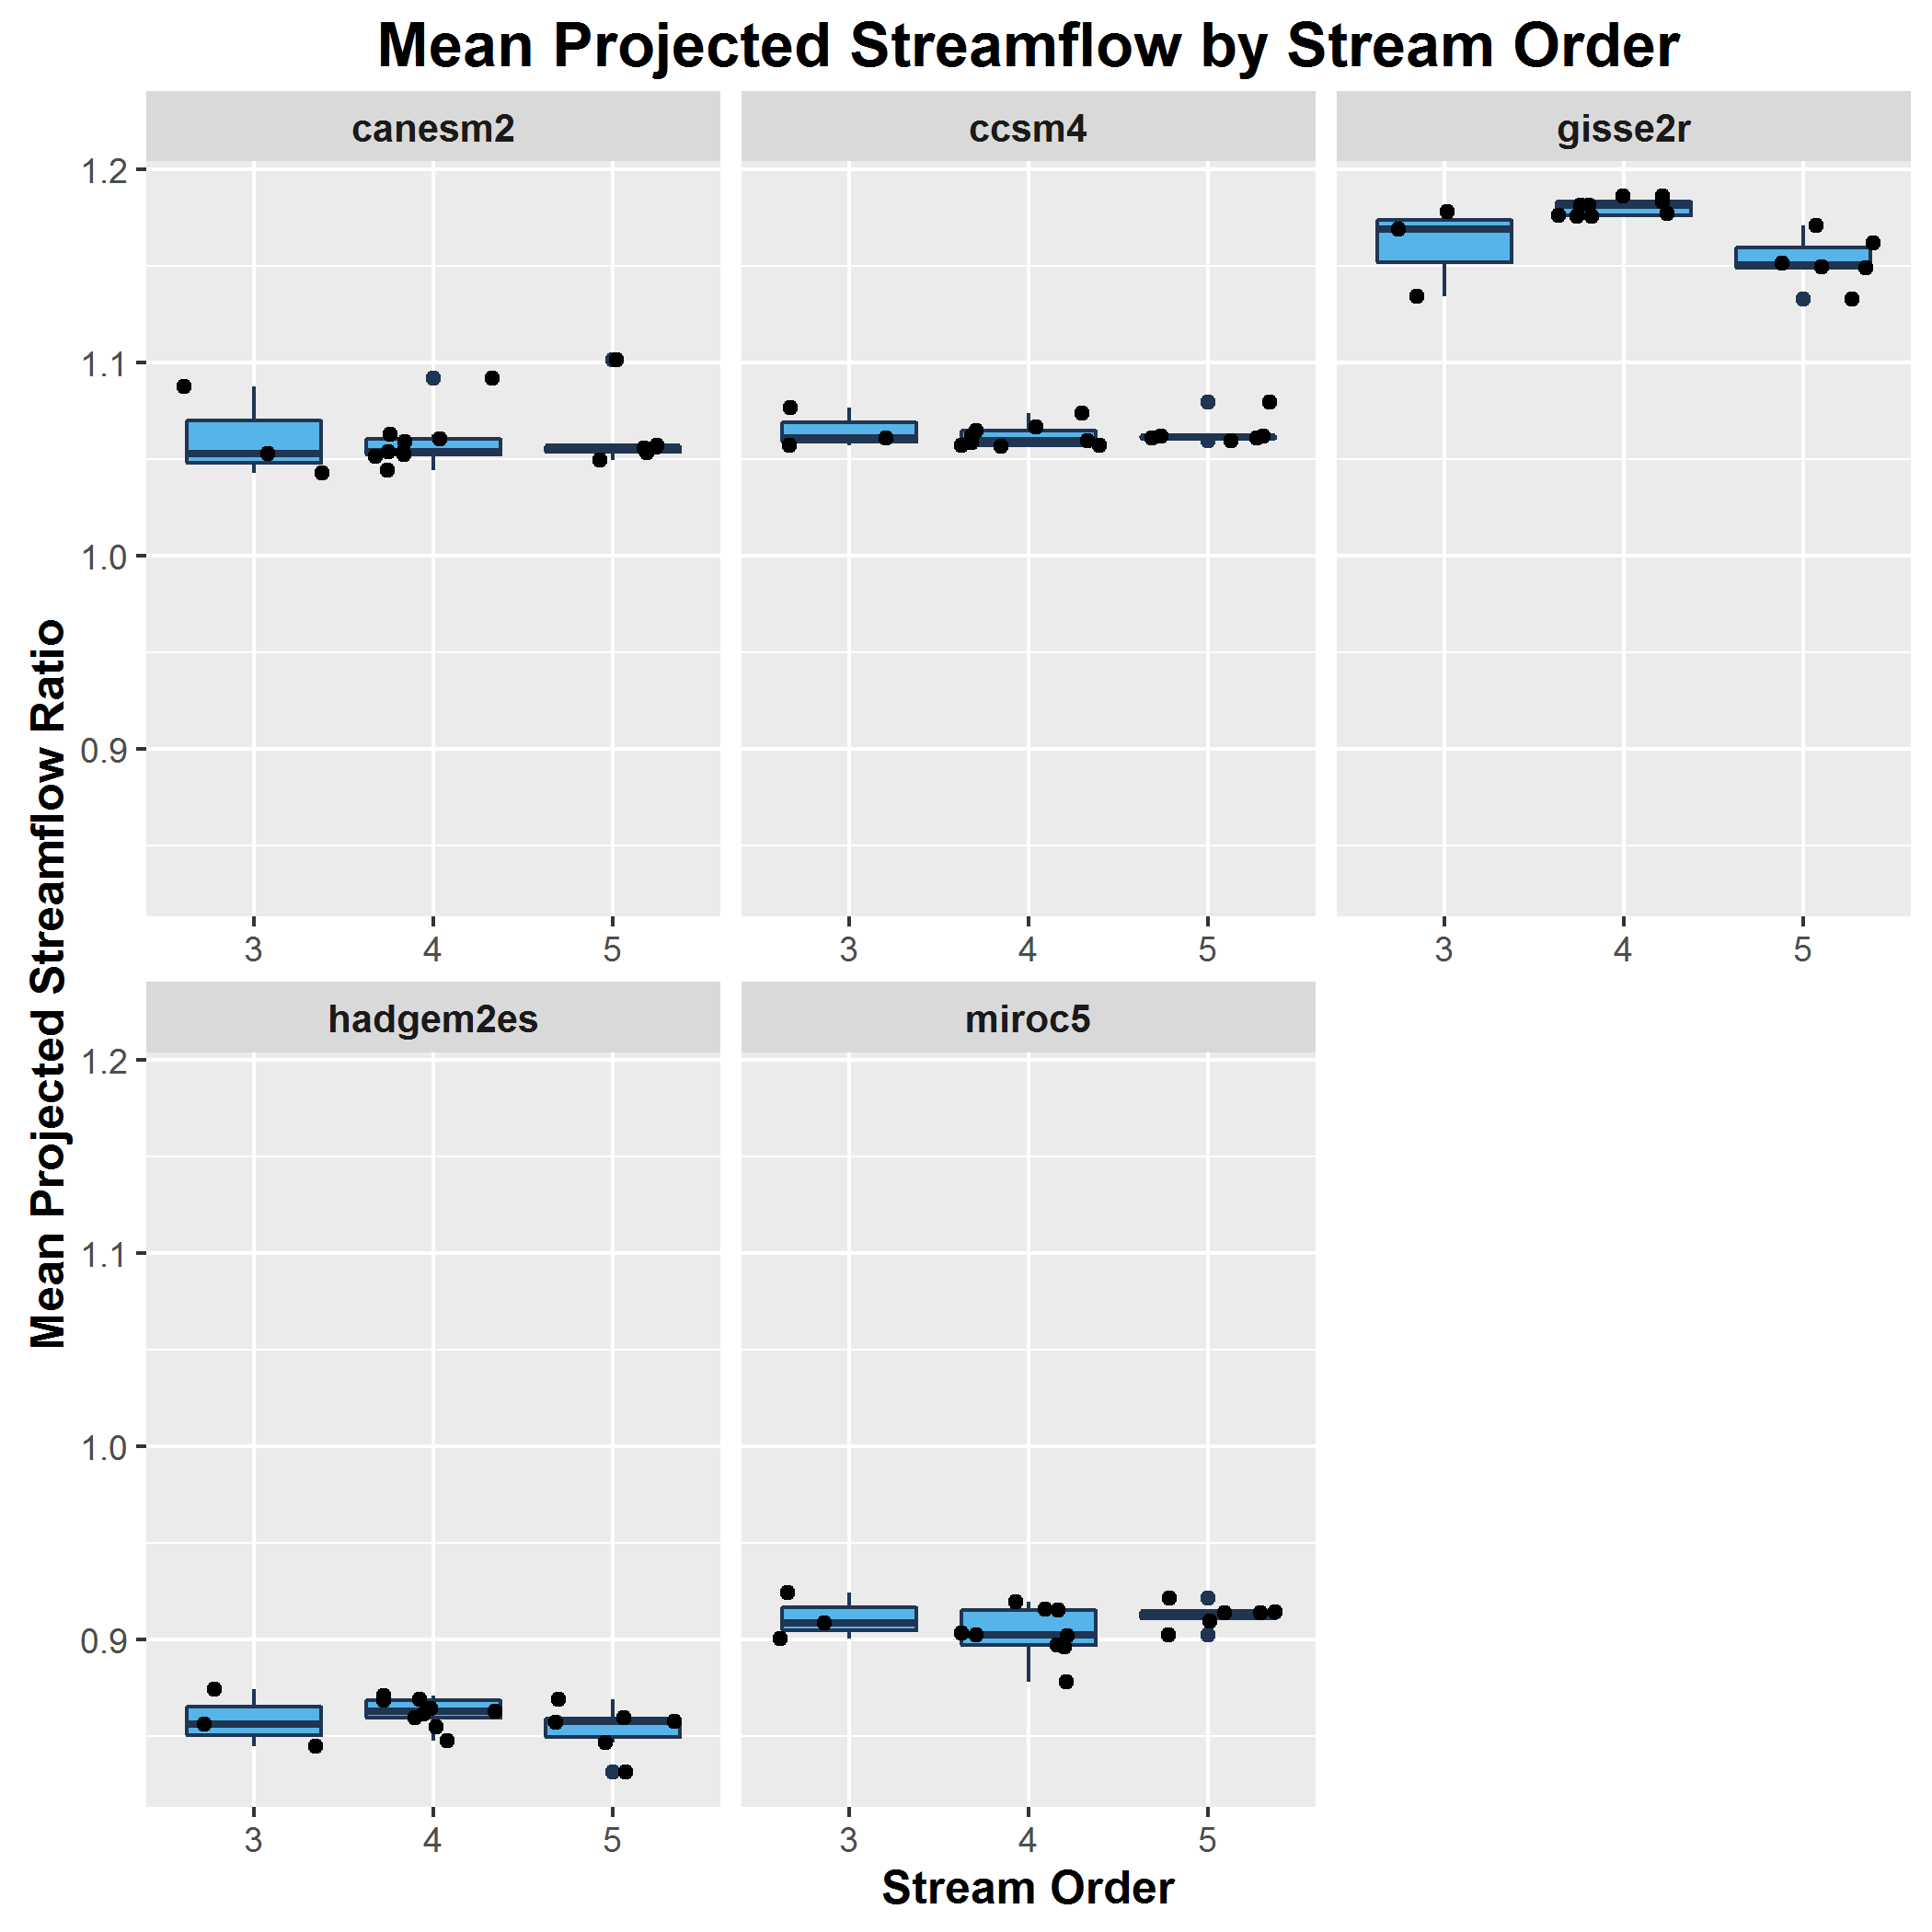 Mean Projected Streamflow by Stream Order
canesm2
ccsm4
gisse2r
1.2
1.1
1.0
0.9
3 4 5
3 4 5
3 4 5
Mean Projected Streamflow Ratio
hadgem2es
miroc5
1.2
1.1
1.0
0.9
3 4 5
3 4 5
Stream Order